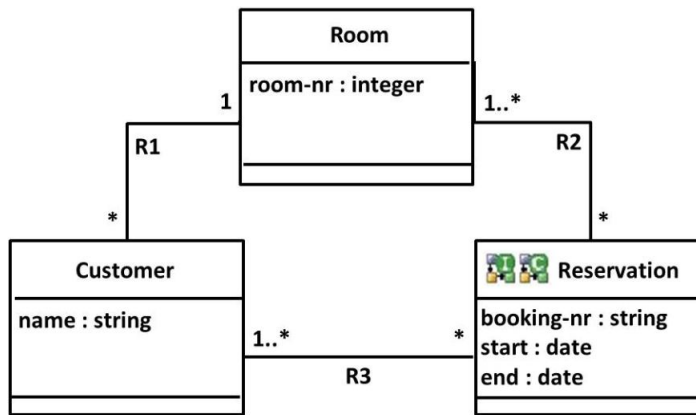 Room
room-nr : integer
1
1..*
R1
R2
*
*
Customer
I C Reservation
name : string
booking-nr : string
start : date
end : date
1..*
*
R3